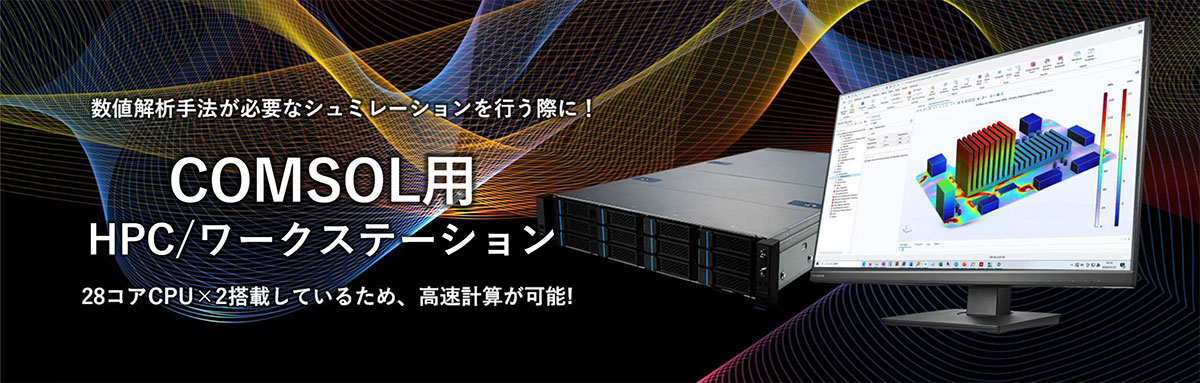 数値解析手法が必要なシュミレーションを行う際に！
COMSOL用
HPC/ワークステーション
28コアCPU×2搭載しているため、高速計算が可能!